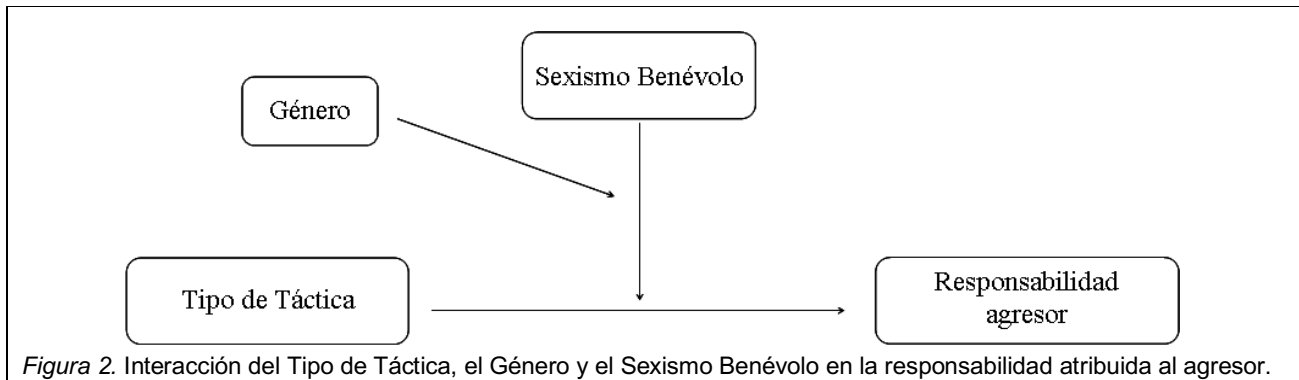 Sexismo Benévolo
Género
Tipo de Táctica
Responsabilidad
agresor
Figura 2. Interacción del Tipo de Táctica, el Género y el Sexismo Benévolo en la responsabilidad atribuida al agresor.